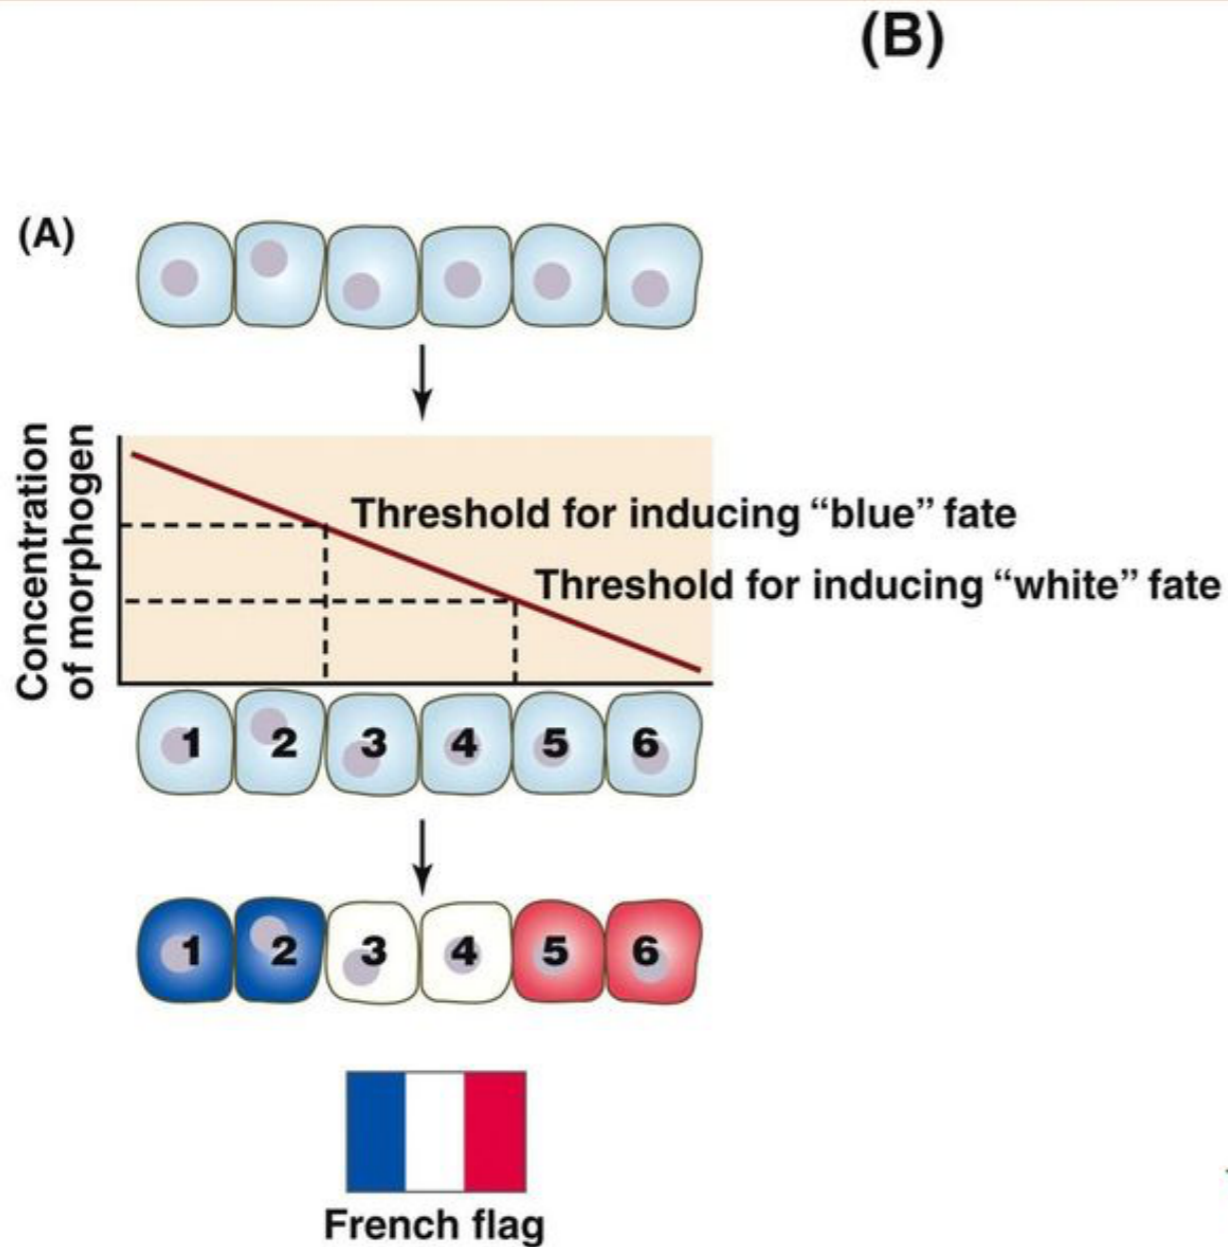 (B)
(A)
Concentration
of morphogen
Threshold for inducing “blue” fate
Threshold for inducing “white” fate
1 2 3 4 5 6
1 2 3 4 5 6
French flag